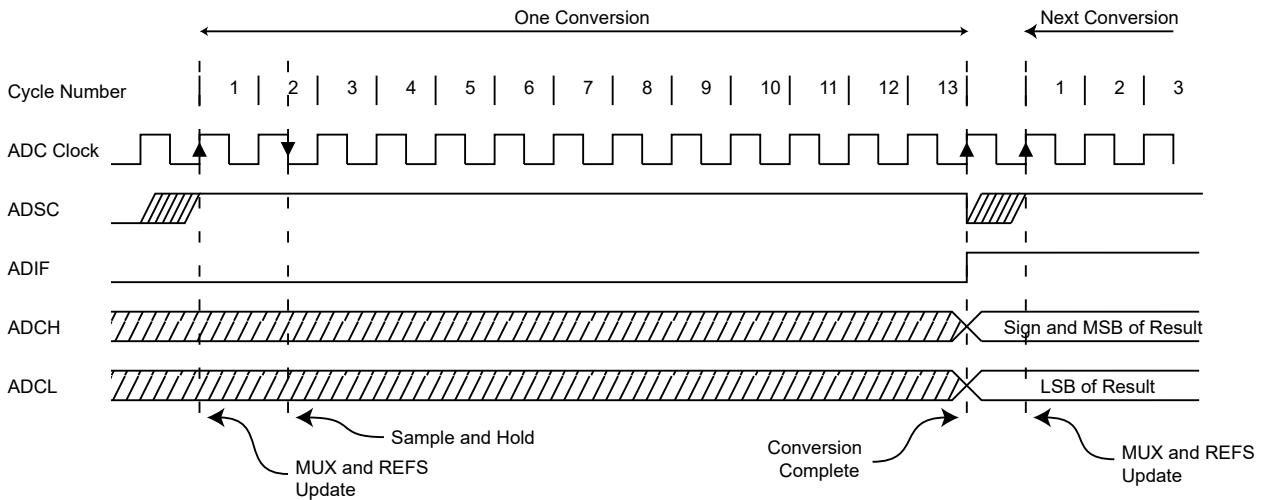 One Conversion
Next Conversion
Cycle Number
1 2 3 4 5 6 7 8 9 10 11 12 13 1 2 3
ADC Clock
ADSC
ADIF
ADCH
Sign and MSB of Result
ADCL
LSB of Result
Sample and Hold
MUX and REFS
Update
Conversion
Complete
MUX and REFS
Update